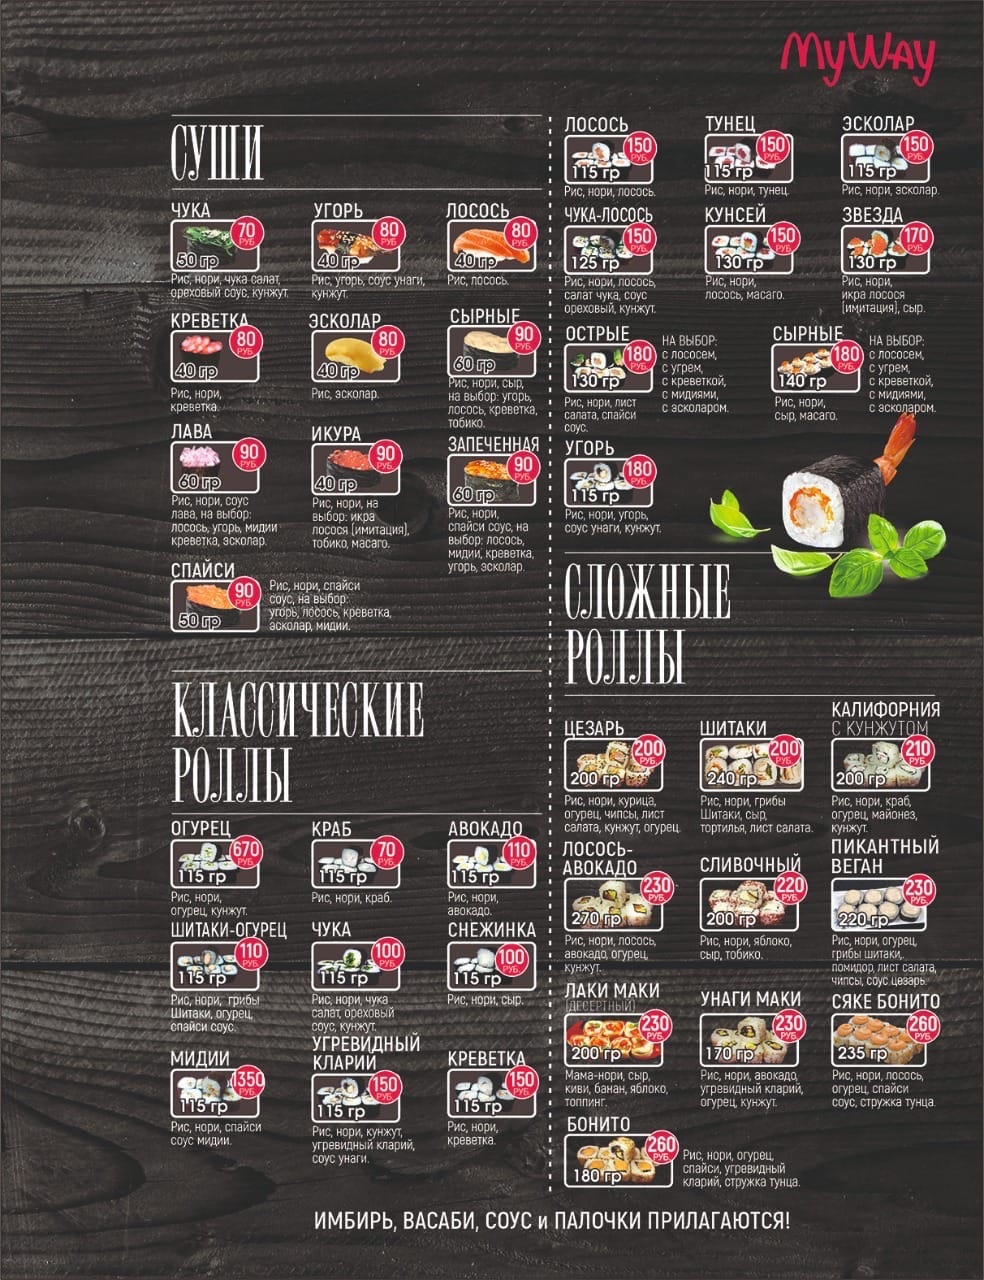 MyWay
СУШИ
ЧУКА
70
РУБ.
50 гр
Рис, нори, чука салат,
ореховый соус, кунжут.
УГОРЬ
80
РУБ.
40 гр
Рис, угорь, соус унаги,
кунжут.
ЛОСОСЬ
80
РУБ.
40 гр
Рис, лосось.
КРЕВЕТКА
80
РУБ.
40 гр
Рис, нори,
креветка.
ЭСКОЛАР
80
РУБ.
40 гр
Рис, эсколар.
СЫРНЫЕ
90
РУБ.
60 гр
Рис, нори, сыр,
на выбор: угорь,
лосось, креветка,
тобико.
ЛАВА
90
РУБ.
60 гр
Рис, нори, соус
лава, на выбор:
лосось, угорь, мидии
креветка, эсколар.
ИКУРА
90
РУБ.
40 гр
Рис, нори, на
выбор: икра
лосося (имитация),
тобико, масаго.
ЗАПЕЧЕННАЯ
90
РУБ.
60 гр
Рис, нори,
спайси соус, на
выбор: лосось,
мидии, креветка,
угорь, эсколар.
СПАЙСИ
90
РУБ.
50 гр
Рис, нори, спайси
соус, на выбор:
угорь, лосось, креветка,
эсколар, мидии.
КЛАССИЧЕСКИЕ
РОЛЛЫ
ОГУРЕЦ
670
РУБ.
115 гр
Рис, нори,
огурец, кунжут.
КРАБ
70
РУБ.
115 гр
Рис, нори, краб.
АВОКАДО
110
РУБ.
115 гр
Рис, нори,
авокадо.
ШИТАКИ-ОГУРЕЦ
110
РУБ.
115 гр
Рис, нори, грибы
Шитаки, огурец,
спайси соус.
ЧУКА
100
РУБ.
115 гр
Рис, нори, чука
салат, ореховый
соус, кунжут.
СНЕЖИНКА
100
РУБ.
115 гр
Рис, нори, сыр.
МИДИИ
1350
РУБ.
115 гр
Рис, нори, спайси
соус мидии.
УГРЕВИДНЫЙ
КЛАРИИ
150
РУБ.
115 гр
Рис, нори, кунжут,
угревидный кларий,
соус унаги.
КРЕВЕТКА
150
РУБ.
115 гр
Рис, нори,
креветка.
ЛОСОСЬ
150
РУБ.
115 гр
Рис, нори, лосось.
ТУНЕЦ
150
РУБ.
115 гр
Рис, нори, тунец.
ЭСКОЛАР
150
РУБ.
115 гр
Рис, нори, эсколар.
ЧУКА-ЛОСОСЬ
150
РУБ.
125 гр
Рис, нори, лосось,
салат чука, соус
ореховый, кунжут.
КУНСЕЙ
150
РУБ.
130 гр
Рис, нори,
лосось, масаго.
ЗВЕЗДА
170
РУБ.
130 гр
Рис, нори,
икра лосося
(имитация), сыр.
ОСТРЫЕ
180
РУБ.
130 гр
Рис, нори, лист
салата, спайси
соус.
НА ВЫБОР:
с лососем,
с угрем,
с креветкой,
с мидиями,
с эсколаром.
СЫРНЫЕ
180
РУБ.
140 гр
Рис, нори,
сыр, масаго.
НА ВЫБОР:
с лососем,
с угрем,
с креветкой,
с мидиями,
с эсколаром.
УГОРЬ
180
РУБ.
115 гр
Рис, нори, угорь,
соус унаги, кунжут.
СЛОЖНЫЕ
РОЛЛЫ
ЦЕЗАРЬ
200
РУБ.
200 гр
Рис, нори, курица,
огурец, чипсы, лист
салата, кунжут, огурец.
ШИТАКИ
200
РУБ.
240 гр
Рис, нори, грибы
Шитаки, сыр,
тортилья, лист салата.
КАЛИФОРНИЯ
С КУНЖУТОМ
210
РУБ.
200 гр
Рис, нори, краб,
огурец, майонез,
кунжут.
ЛОСОСЬ-
АВОКАДО
230
РУБ.
270 гр
Рис, нори, лосось,
авокадо, огурец,
кунжут.
СЛИВОЧНЫЙ
220
РУБ.
200 гр
Рис, нори, яблоко,
сыр, тобико.
ПИКАНТНЫЙ
ВЕГАН
230
РУБ.
220 гр
Рис, нори, огурец,
грибы шитаки,
помидор, лист салата,
чипсы, соус цезарь.
ЛАКИ МАКИ
(ДЕСЕРТНЫЙ)
230
РУБ.
200 гр
Мама-нори, сыр,
киви, банан, яблоко,
топпинг.
УНАГИ МАКИ
230
РУБ.
170 гр
Рис, нори, авокадо,
угревидный кларий,
огурец, кунжут.
СЯКЕ БОНИТО
260
РУБ.
235 гр
Рис, нори, лосось,
огурец, спайси
соус, стружка тунца.
БОНИТО
260
РУБ.
180 гр
Рис, нори, огурец,
спайси, угревидный
кларий, стружка тунца.
ИМБИРЬ, ВАСАБИ, СОУС и ПАЛОЧКИ ПРИЛАГАЮТСЯ!